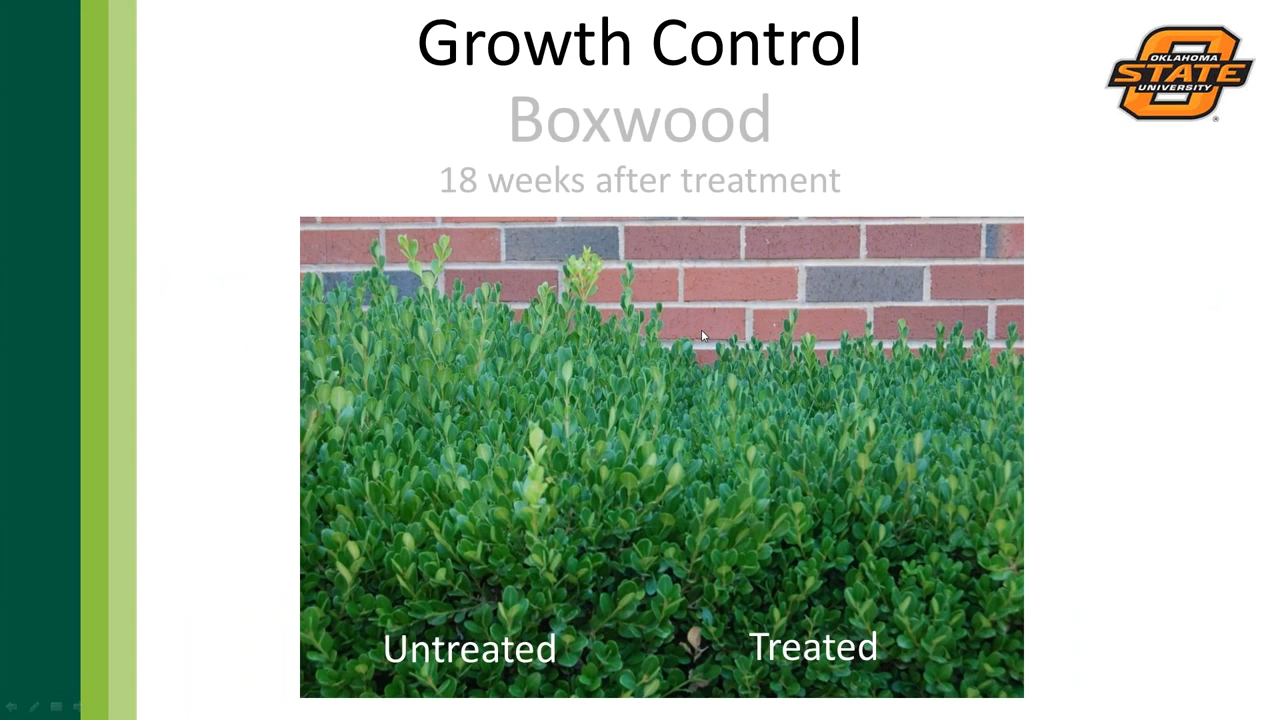 Growth Control
Boxwood
18 weeks after treatment
OKLAHOMA
STATE
UNIVERSITY
Untreated
Treated